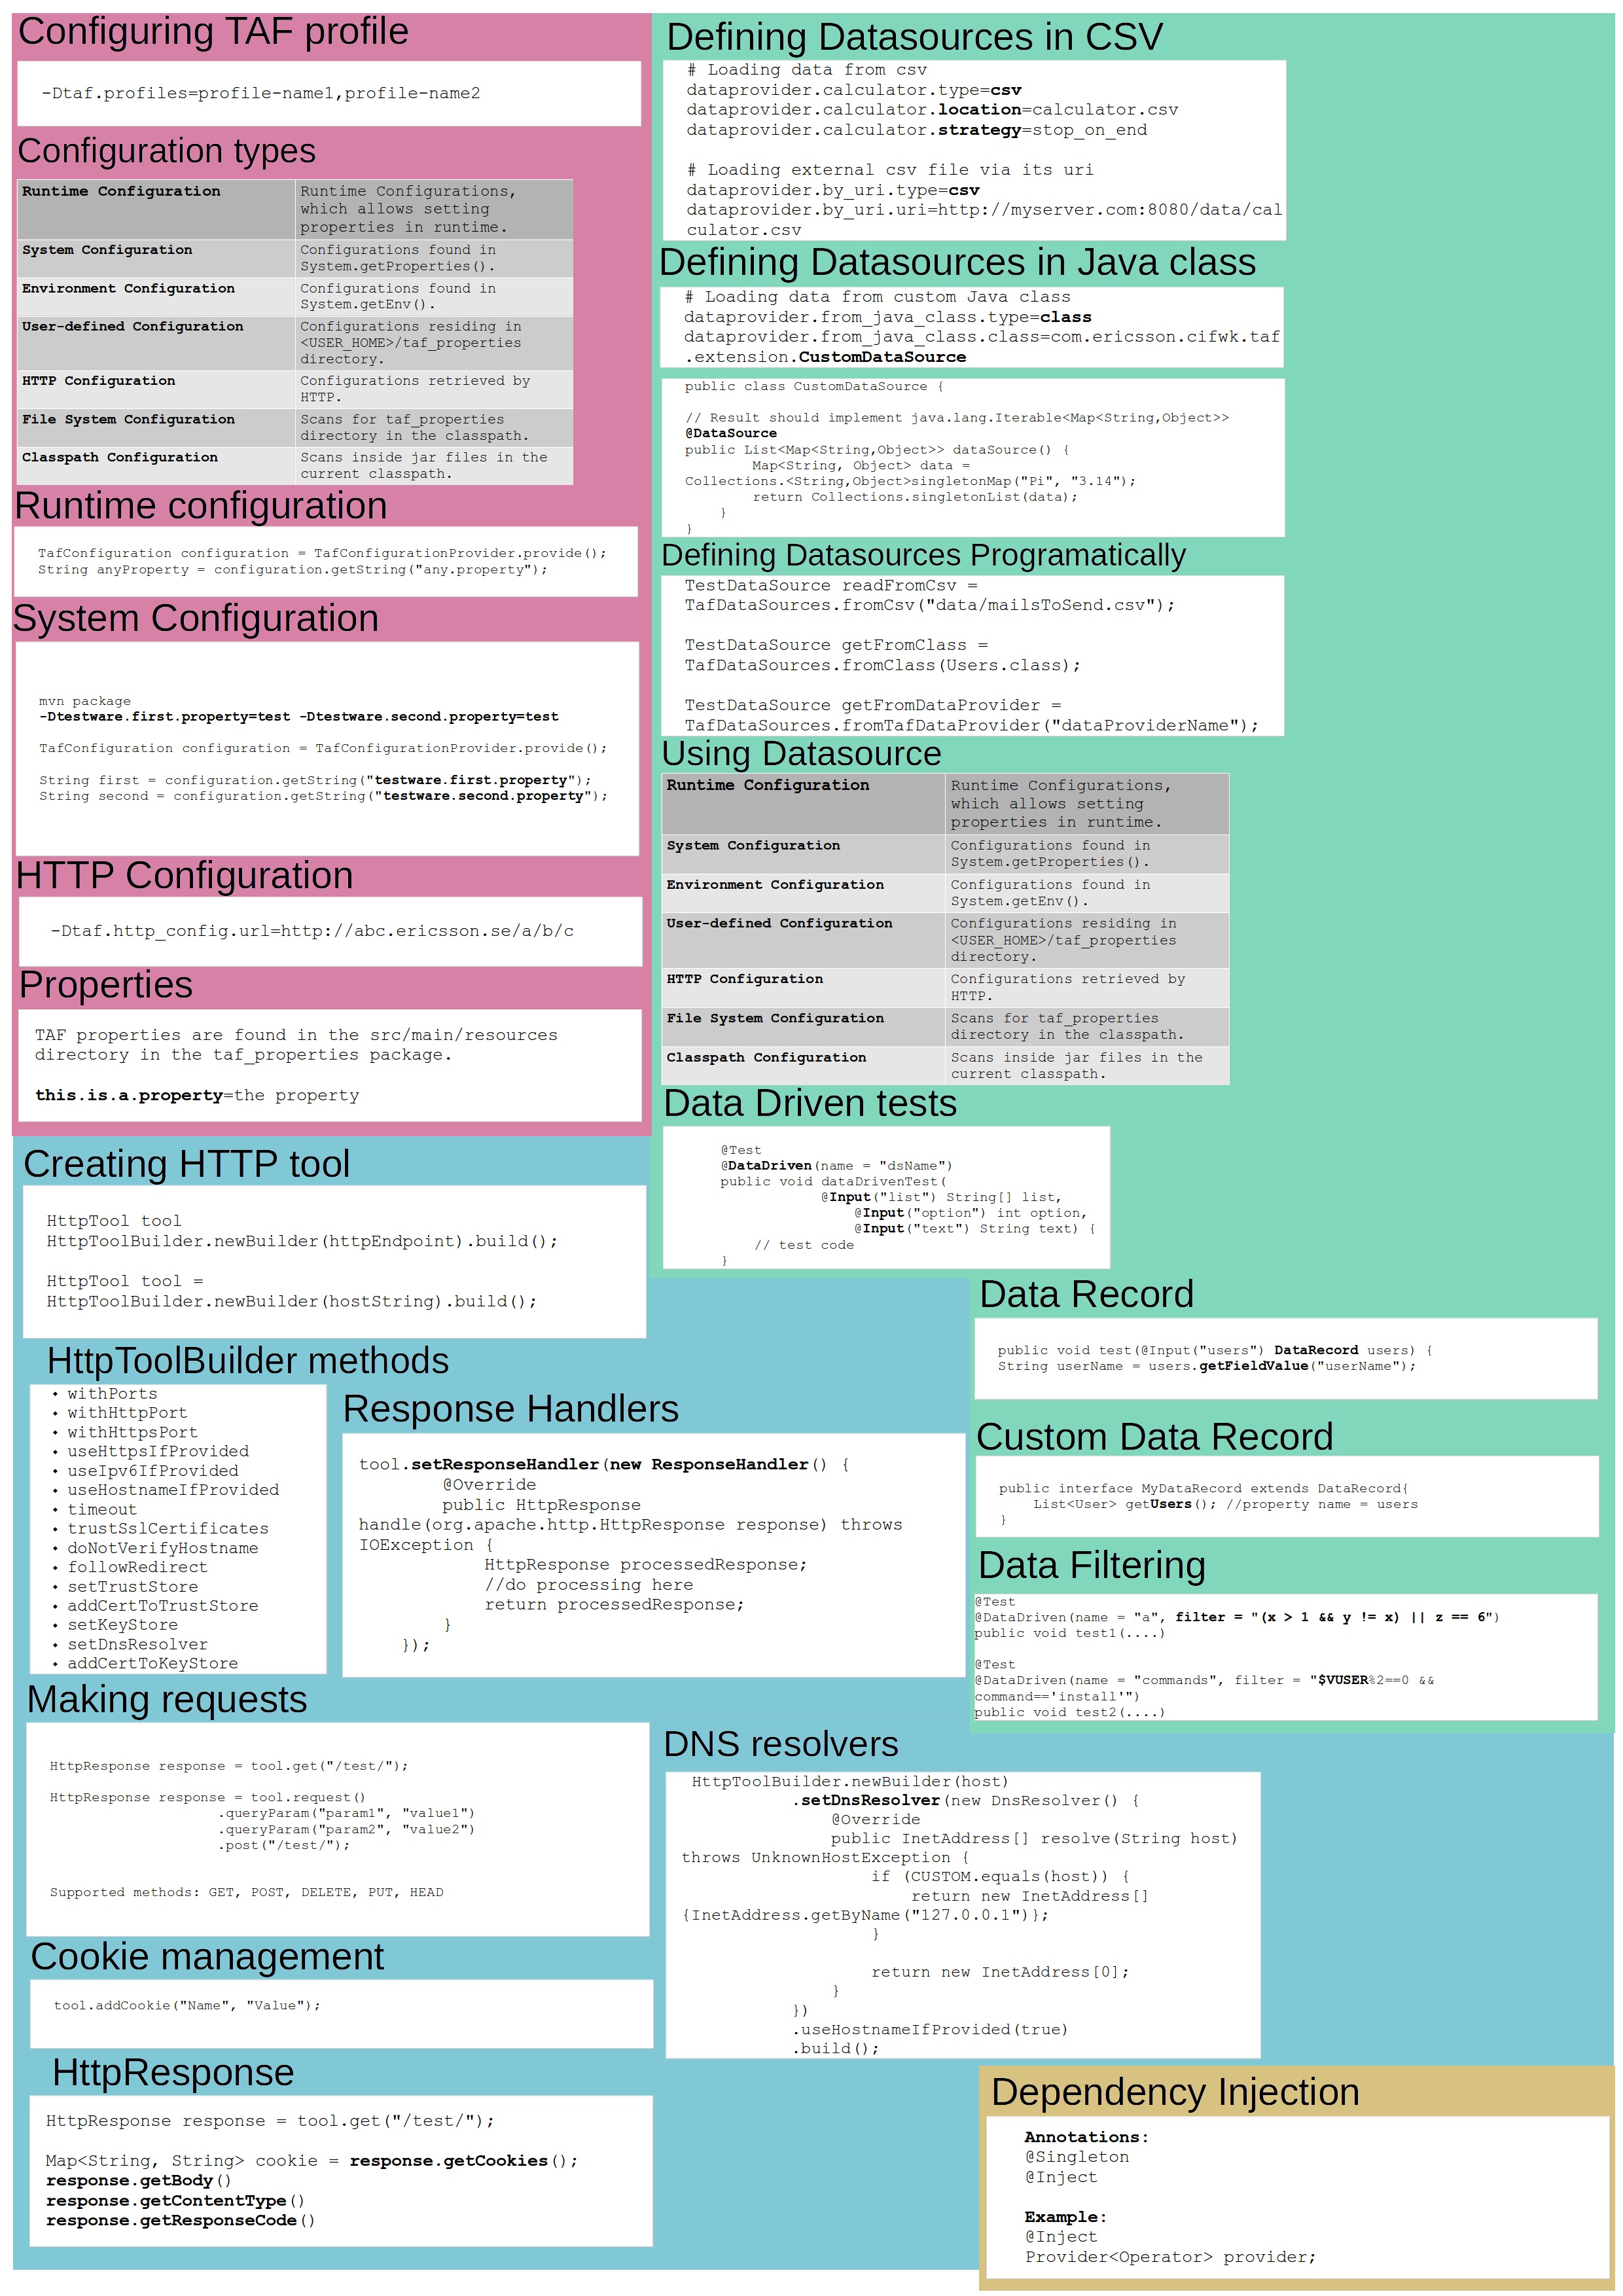 Configuring TAF profile
-Dtaf.profiles=profile-name1,profile-name2
Configuration types
Runtime Configuration
Runtime Configurations,
which allows setting
properties in runtime.
System Configuration
Configurations found in
System.getProperties().
Environment Configuration
Configurations found in
System.getEnv().
User-defined Configuration
Configurations residing in
<USER_HOME>/taf_properties
directory.
HTTP Configuration
Configurations retrieved by
HTTP.
File System Configuration
Scans for taf_properties
directory in the classpath.
Classpath Configuration
Scans inside jar files in the
current classpath.
Runtime configuration
TafConfiguration configuration = TafConfigurationProvider.provide();
String anyProperty = configuration.getString("any.property");
System Configuration
mvn package
-Dtestware.first.property=test -Dtestware.second.property=test
TafConfiguration configuration = TafConfigurationProvider.provide();
String first = configuration.getString("testware.first.property");
String second = configuration.getString("testware.second.property");
HTTP Configuration
-Dtaf.http_config.url=http://abc.ericsson.se/a/b/c
Properties
TAF properties are found in the src/main/resources
directory in the taf_properties package.
this.is.a.property=the property
Defining Datasources in CSV
# Loading data from csv
dataprovider.calculator.type=csv
dataprovider.calculator.location=calculator.csv
dataprovider.calculator.strategy=stop_on_end
# Loading external csv file via its uri
dataprovider.by_uri.type=csv
dataprovider.by_uri.uri=http://myserver.com:8080/data/cal
culator.csv
Defining Datasources in Java class
# Loading data from custom Java class
dataprovider.from_java_class.type=class
dataprovider.from_java_class.class=com.ericsson.cifwk.taf
.extension.CustomDataSource
public class CustomDataSource {
// Result should implement java.lang.Iterable<Map<String,Object>>
@DataSource
public List<Map<String,Object>> dataSource() {
Map<String, Object> data =
Collections.<String,Object>singletonMap("Pi", "3.14");
return Collections.singletonList(data);
}
}
Defining Datasources Programatically
TestDataSource readFromCsv =
TafDataSources.fromCsv("data/mailsToSend.csv");
TestDataSource getFromClass =
TafDataSources.fromClass(Users.class);
TestDataSource getFromDataProvider =
TafDataSources.fromTafDataProvider("dataProviderName");
Using Datasource
Runtime Configuration
Runtime Configurations,
which allows setting
properties in runtime.
System Configuration
Configurations found in
System.getProperties().
Environment Configuration
Configurations found in
System.getEnv().
User-defined Configuration
Configurations residing in
<USER_HOME>/taf_properties
directory.
HTTP Configuration
Configurations retrieved by
HTTP.
File System Configuration
Scans for taf_properties
directory in the classpath.
Classpath Configuration
Scans inside jar files in the
current classpath.
Data Driven tests
@Test
@DataDriven(name = "dsName")
public void dataDrivenTest(
@Input("list") String[] list,
@Input("option") int option,
@Input("text") String text) {
// test code
}
Data Record
public void test(@Input("users") DataRecord users) {
String userName = users.getFieldValue("userName");
Custom Data Record
public interface MyDataRecord extends DataRecord{
List<User> getUsers(); //property name = users
}
Data Filtering
@Test
@DataDriven(name = "a", filter = "(x > 1 && y != x) || z == 6")
public void test1(....)
@Test
@DataDriven(name = "commands", filter = "$VUSER%2==0 &&
command=='install'")
public void test2(....)
Creating HTTP tool
HttpTool tool
HttpToolBuilder.newBuilder(httpEndpoint).build();
HttpTool tool =
HttpToolBuilder.newBuilder(hostString).build();
HttpToolBuilder methods
• withPorts
• withHttpPort
• withHttpsPort
• useHttpsIfProvided
• useIpv6IfProvided
• useHostnameIfProvided
• timeout
• trustSslCertificates
• doNotVerifyHostname
• followRedirect
• setTrustStore
• addCertToTrustStore
• setKeyStore
• setDnsResolver
• addCertToKeyStore
Response Handlers
tool.setResponseHandler(new ResponseHandler() {
@Override
public HttpResponse
handle(org.apache.http.HttpResponse response) throws
IOException {
HttpResponse processedResponse;
//do processing here
return processedResponse;
}
});
Making requests
HttpResponse response = tool.get("/test/");
HttpResponse response = tool.request()
.queryParam("param1", "value1")
.queryParam("param2", "value2")
.post("/test/");
Supported methods: GET, POST, DELETE, PUT, HEAD
Cookie management
tool.addCookie("Name", "Value");
HttpResponse
HttpResponse response = tool.get("/test/");
Map<String, String> cookie = response.getCookies();
response.getBody()
response.getContentType()
response.getResponseCode()
DNS resolvers
HttpToolBuilder.newBuilder(host)
.setDnsResolver(new DnsResolver() {
@Override
public InetAddress[] resolve(String host)
throws UnknownHostException {
if (CUSTOM.equals(host)) {
return new InetAddress[]
{InetAddress.getByName("127.0.0.1")};
}
return new InetAddress[0];
}
})
.useHostnameIfProvided(true)
.build();
Dependency Injection
Annotations:
@Singleton
@Inject
Example:
@Inject
Provider<Operator> provider;